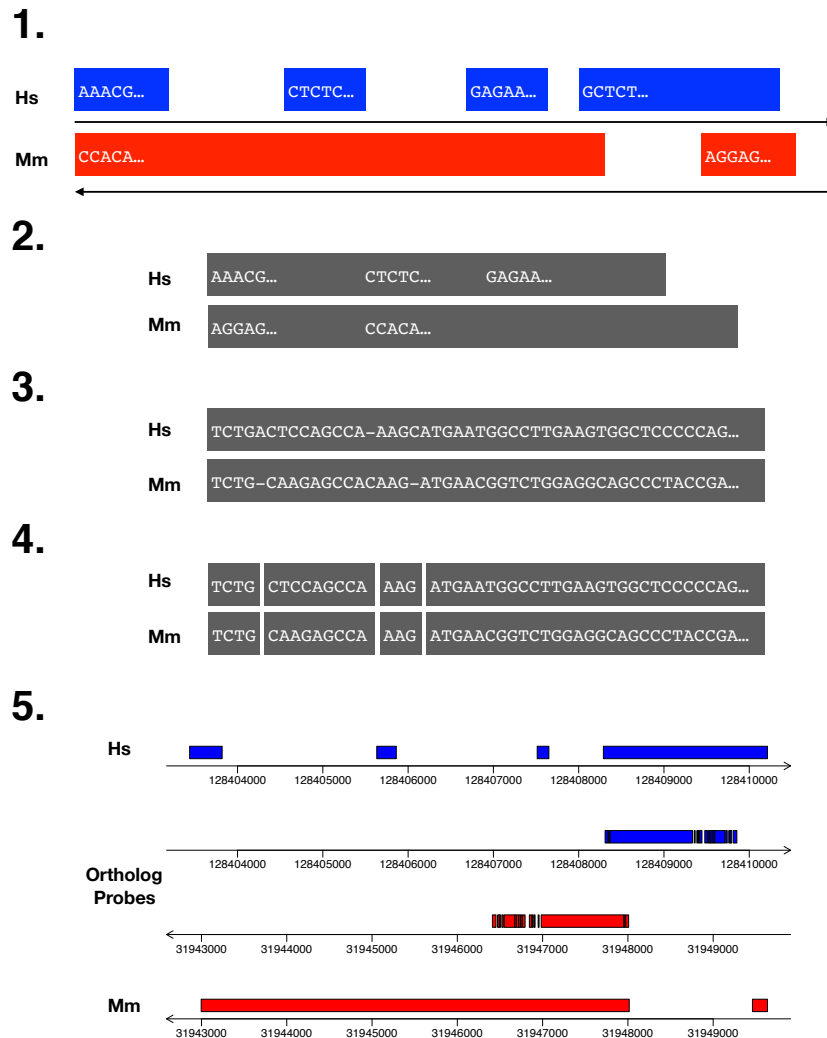 1.
Hs AAACG... CTCTC... GAGAA... GCTCT...
Mm CCACA... AGGAG...
2.
Hs AAACG... CTCTC... GAGAA...
Mm AGGAG... CCACA...
3.
Hs TCTGACTCCAGCCA-AAGCATGAATGGCCTTGAAGTGGCTCCCCCAG...
Mm TCTG-CAAGAGCCACAAG-ATGAACGGTCTGGAGGCAGCCCTACCGA...
4.
Hs TCTG CTCCAGCCA AAG ATGAATGGCCTTGAAGTGGCTCCCCCAG...
Mm TCTG CAAGAGCCA AAG ATGAACGGTCTGGAGGCAGCCCTACCGA...
5.
Hs
128404000 128405000 128406000 128407000 128408000 128409000 128410000
128404000 128405000 128406000 128407000 128408000 128409000 128410000
Ortholog
Probes
31943000 31944000 31945000 31946000 31947000 31948000 31949000
Mm
31943000 31944000 31945000 31946000 31947000 31948000 31949000